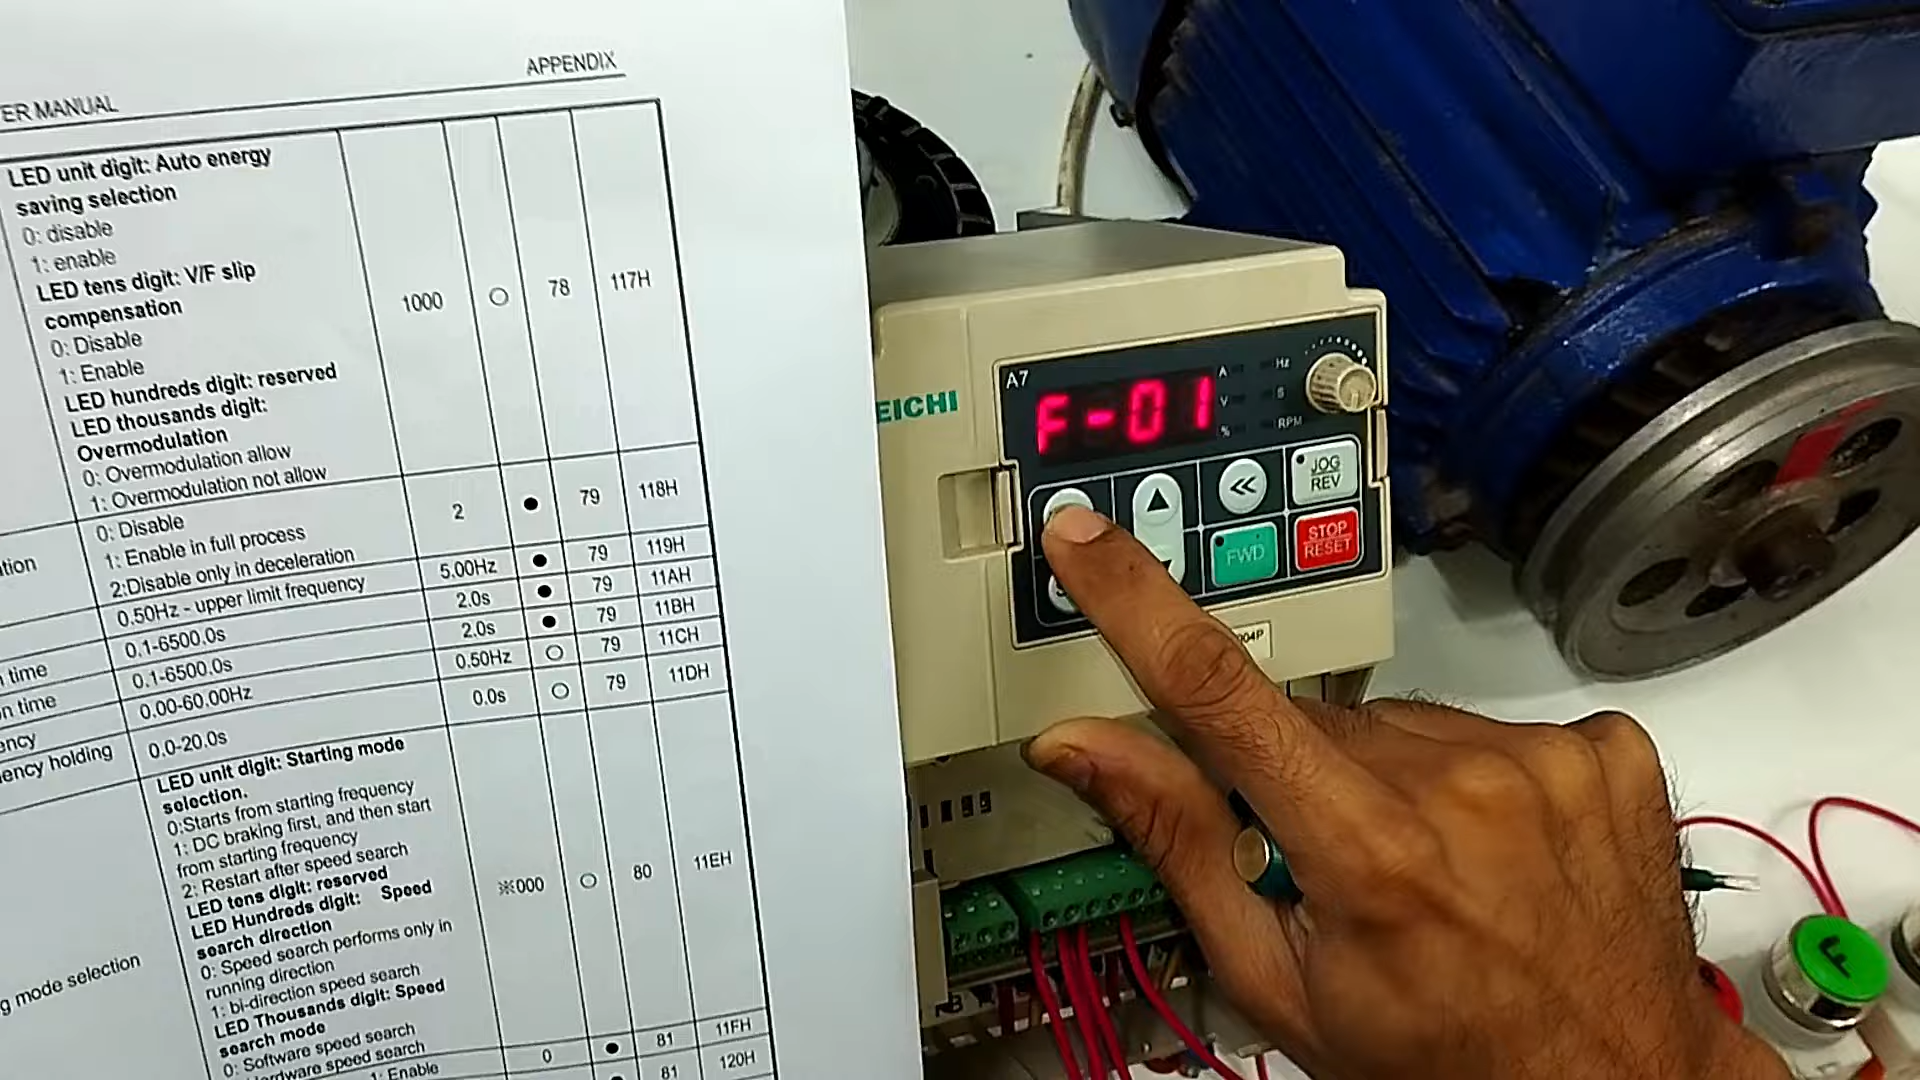 ER MANUAL
APPENDIX
LED unit digit: Auto energy
saving selection
0: disable
1: enable
LED tens digit: V/F slip
compensation
0: Disable
1: Enable
LED hundreds digit: reserved
LED thousands digit:
Overmodulation
0: Overmodulation allow
1: Overmodulation not allow
1000 ○ 78 117H
tion
0: Disable
1: Enable in full process
2:Disable only in deceleration
2 ● 79 118H
0.50Hz - upper limit frequency 5.00Hz ● 79 119H
time 0.1-6500.0s 2.0s ● 79 11AH
n time 0.1-6500.0s 2.0s ● 79 11BH
ency 0.00-60.00Hz 0.50Hz ○ 79 11CH
ency holding 0.0-20.0s 0.0s ○ 79 11DH
g mode selection
LED unit digit: Starting mode
selection.
0:Starts from starting frequency
1: DC braking first, and then start
from starting frequency
2: Restart after speed search
LED tens digit: reserved
LED Hundreds digit: Speed
search direction
0: Speed search performs only in
running direction
1: bi-direction speed search
LED Thousands digit: Speed
search mode
0: Software speed search
speed search
※000 ○ 80 11EH
1: Enable
0 ● 81 11FH
81 120H
EICHI
A7
F-01
A
V
%
Hz
S
RPM
JOG
REV
FWD
STOP
RESET
004P
F